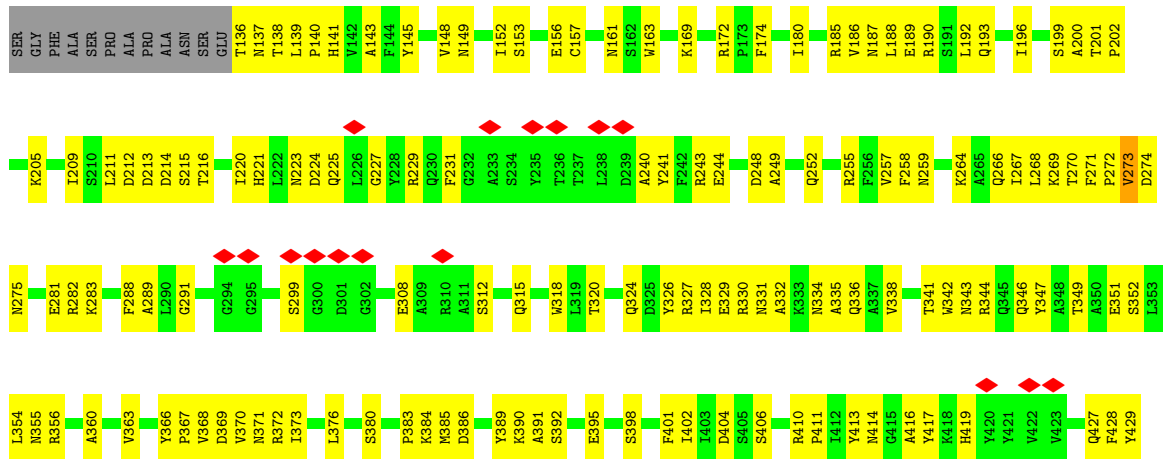 SER GLY PHE ALA SER PRO ALA PRO ALA ASN SER GLU T136 N137 T138 L139 P140 H141 V142 A143 F144 Y145 V148 N149 I152 S153 E156 C157 N161 S162 W163 K169 R172 P173 F174 I180 R185 V186 N187 L188 E189 R190 S191 L192 Q193 I196 S199 A200 T201 P202
K205 I209 S210 L211 D212 D213 D214 S215 T216 I220 H221 L222 N223 D224 Q225 L226 G227 Y228 R229 Q230 F231 G232 A233 S234 Y235 T236 T237 L238 D239 A240 Y241 F242 R243 E244 D248 A249 Q252 R255 F256 V257 F258 N259 K264 A265 Q266 I267 L268 K269 T270 F271 P272 V273 D274
N275 E281 R282 K283 F288 A289 L290 G291 G294 G295 S299 G300 D301 G302 E308 A309 R310 A311 S312 Q315 W318 L319 T320 Q324 D325 Y326 R327 I328 E329 R330 N331 A332 K333 N334 A335 Q336 A337 V338 T341 W342 N343 R344 Q345 Q346 Y347 A348 T349 A350 E351 S352 L353
L354 N355 R356 A360 V363 Y366 P367 V368 D369 V370 N371 R372 I373 L376 S380 P383 K384 M385 D386 Y389 K390 A391 S392 E395 S398 F401 I402 I403 D404 S405 S406 R410 P411 I412 Y413 N414 G415 A416 Y417 K418 H419 Y420 Y421 V422 V423 Q427 F428 Y429